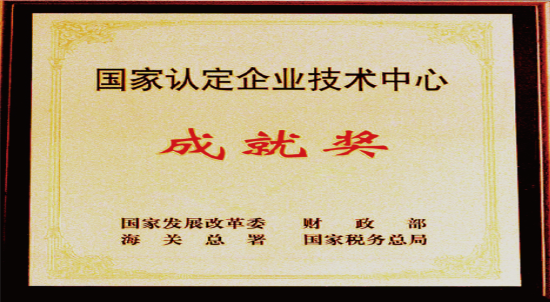 国家认定企业技术中心
成就奖
国家发展改革委 财政部
海关总署 国家税务总局